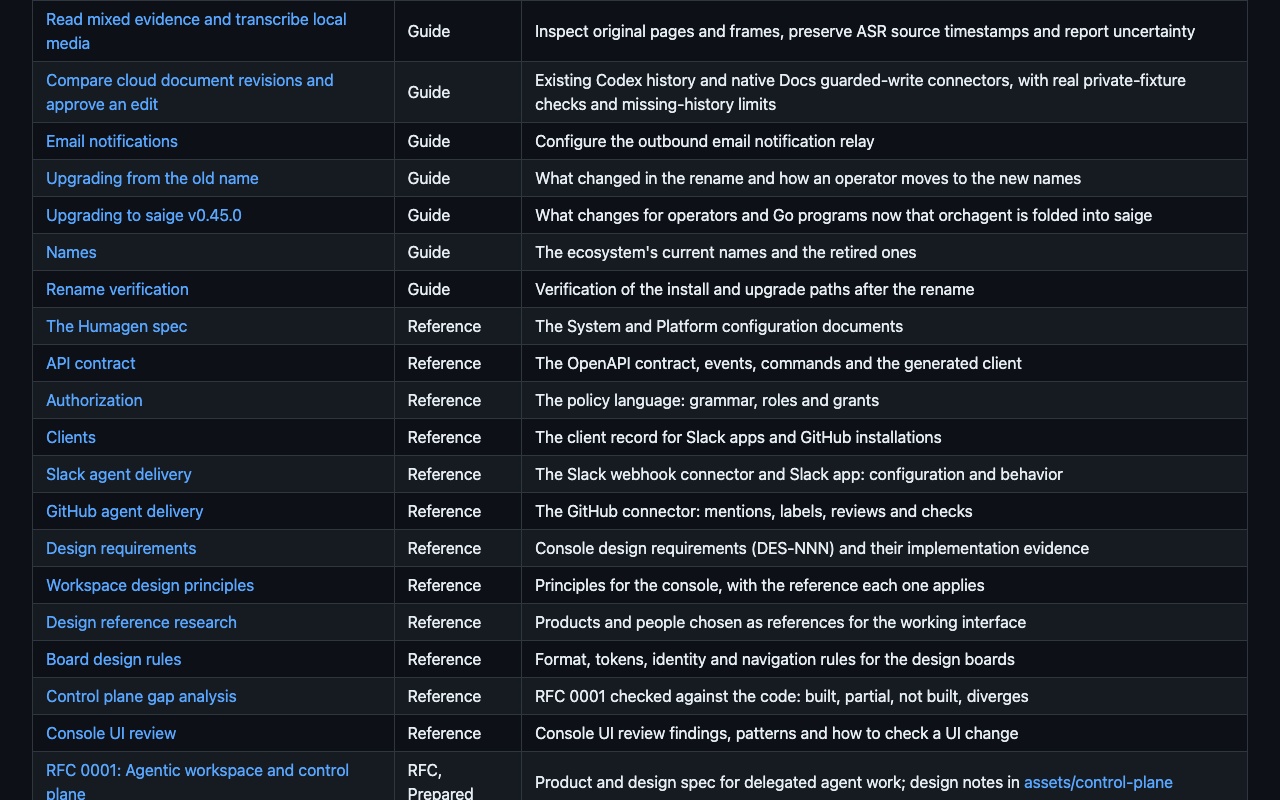 Read mixed evidence and transcribe local
media
Guide
Inspect original pages and frames, preserve ASR source timestamps and report uncertainty
Compare cloud document revisions and
approve an edit
Guide
Existing Codex history and native Docs guarded-write connectors, with real private-fixture
checks and missing-history limits
Email notifications
Guide
Configure the outbound email notification relay
Upgrading from the old name
Guide
What changed in the rename and how an operator moves to the new names
Upgrading to saige v0.45.0
Guide
What changes for operators and Go programs now that orchagent is folded into saige
Names
Guide
The ecosystem's current names and the retired ones
Rename verification
Guide
Verification of the install and upgrade paths after the rename
The Humagen spec
Reference
The System and Platform configuration documents
API contract
Reference
The OpenAPI contract, events, commands and the generated client
Authorization
Reference
The policy language: grammar, roles and grants
Clients
Reference
The client record for Slack apps and GitHub installations
Slack agent delivery
Reference
The Slack webhook connector and Slack app: configuration and behavior
GitHub agent delivery
Reference
The GitHub connector: mentions, labels, reviews and checks
Design requirements
Reference
Console design requirements (DES-NNN) and their implementation evidence
Workspace design principles
Reference
Principles for the console, with the reference each one applies
Design reference research
Reference
Products and people chosen as references for the working interface
Board design rules
Reference
Format, tokens, identity and navigation rules for the design boards
Control plane gap analysis
Reference
RFC 0001 checked against the code: built, partial, not built, diverges
Console UI review
Reference
Console UI review findings, patterns and how to check a UI change
RFC 0001: Agentic workspace and control
plane
RFC,
Prepared
Product and design spec for delegated agent work; design notes in assets/control-plane